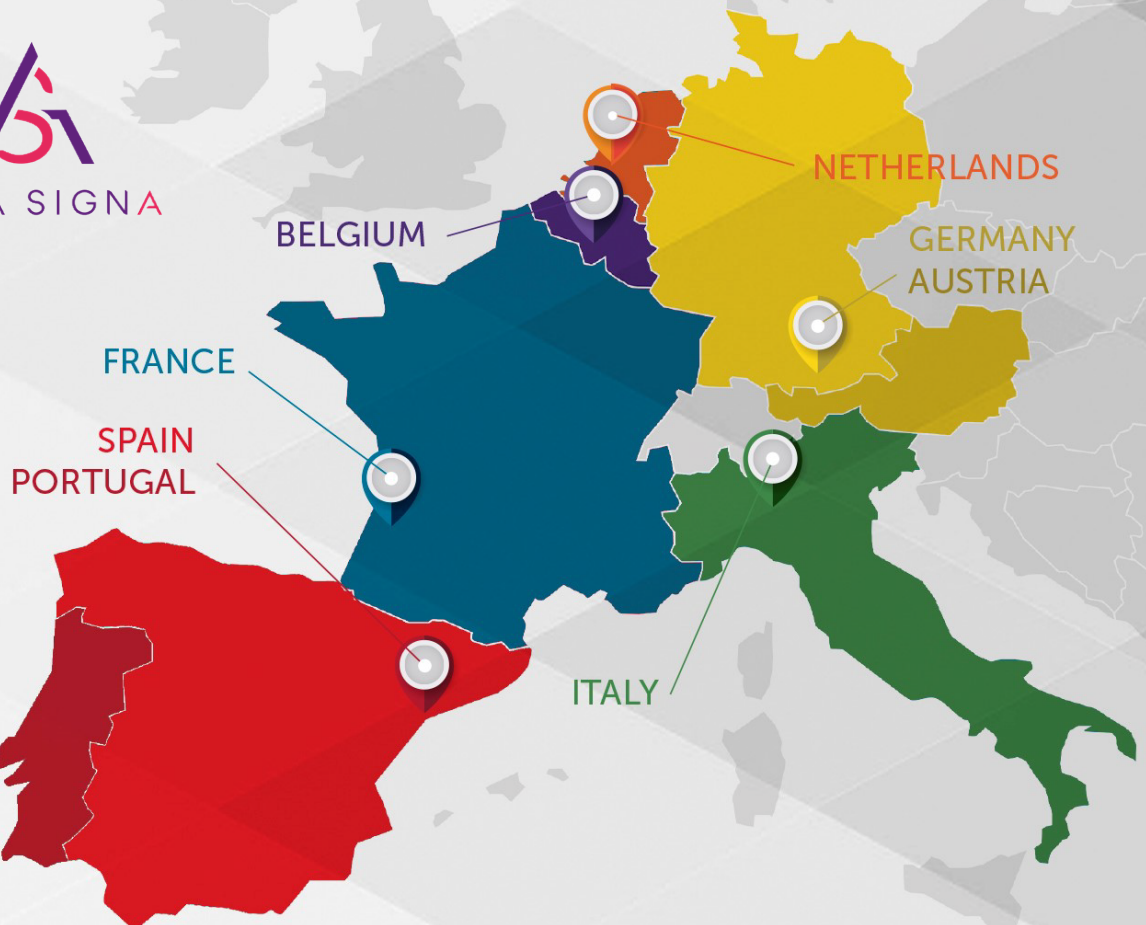 SIGNA
NETHERLANDS
BELGIUM
GERMANY
AUSTRIA
FRANCE
SPAIN
PORTUGAL
ITALY